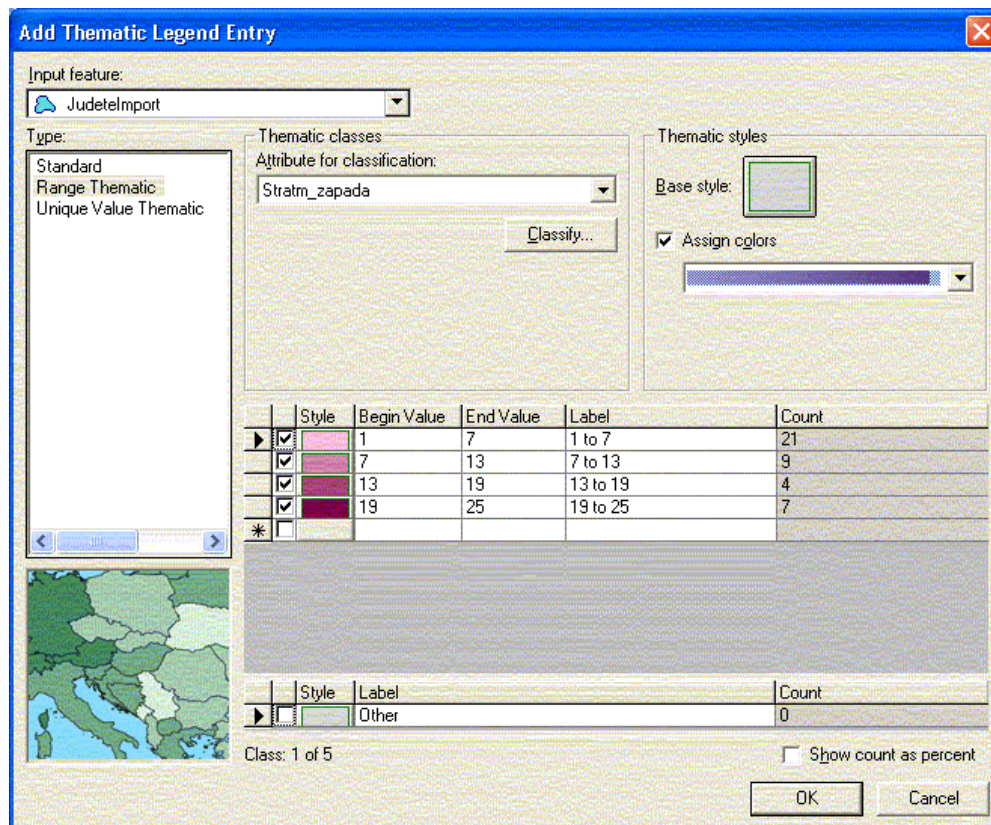 Add Thematic Legend Entry
Input feature:
JudeteImport
Type:
Standard
Range Thematic
Unique Value Thematic
Thematic classes
Attribute for classification:
Stratm_zapada
Classify...
Thematic styles
Base style:
Assign colors
Style Begin Value End Value Label Count
1 7 1 to 7 21
7 13 7 to 13 9
13 19 13 to 19 4
19 25 19 to 25 7
Style Label Count
Other 0
Class: 1 of 5
Show count as percent
OK Cancel